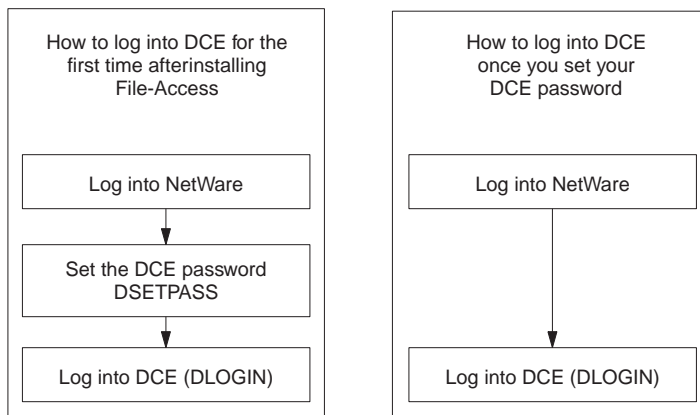 How to log into DCE for the
first time afterinstalling
File-Access
Log into NetWare
Set the DCE password
DSETPASS
Log into DCE (DLOGIN)
How to log into DCE
once you set your
DCE password
Log into NetWare
Log into DCE (DLOGIN)